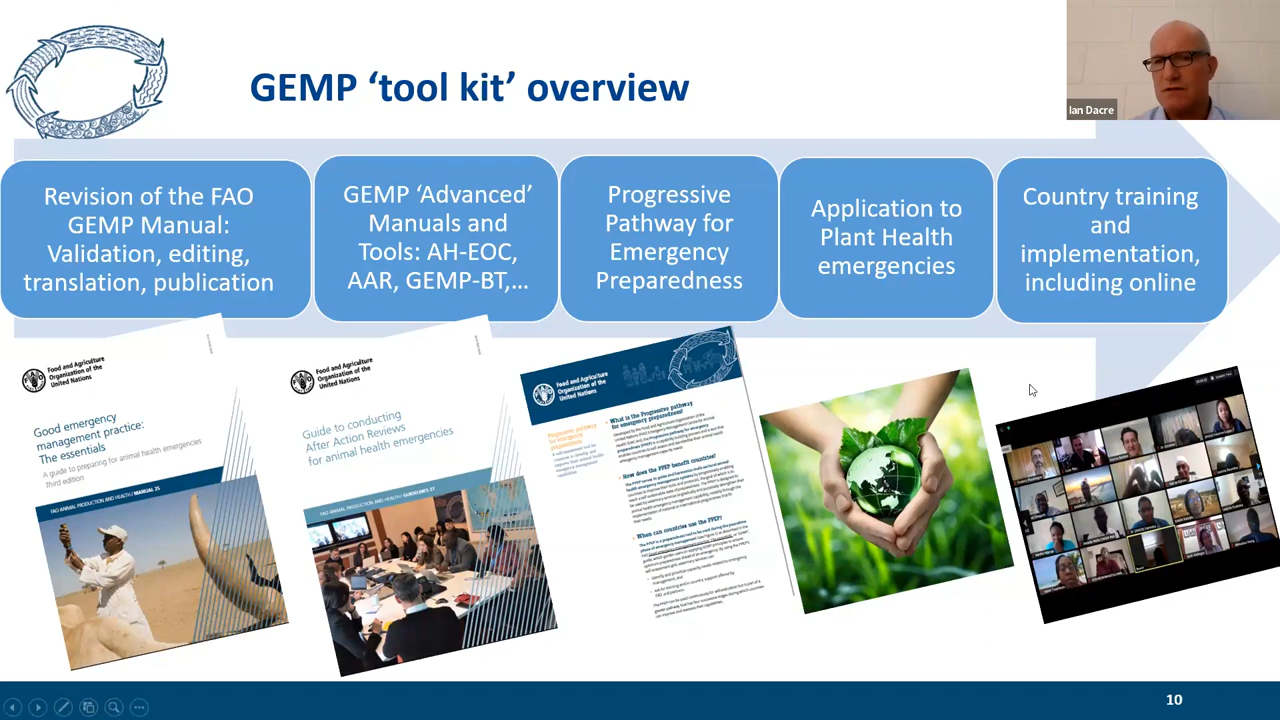 GEMP ‘tool kit’ overview
Ian Dacre
Revision of the FAO
GEMP Manual:
Validation, editing,
translation, publication
GEMP ‘Advanced’
Manuals and
Tools: AH-EOC,
AAR, GEMP-BT,…
Progressive
Pathway for
Emergency
Preparedness
Application to
Plant Health
emergencies
Country training
and
implementation,
including online
Food and Agriculture
Organization of the
United Nations
Good emergency
management practice:
The essentials
A guide to preparing for animal health emergencies
Third edition
FAO ANIMAL PRODUCTION AND HEALTH / MANUAL 25
Food and Agriculture
Organization of the
United Nations
Guide to conducting
After Action Reviews
for animal health emergencies
FAO ANIMAL PRODUCTION AND HEALTH / GUIDELINES 27
Food and Agriculture
Organization of the
United Nations
Progressive pathway
for emergency
preparedness
What is the Progressive pathway
for emergency preparedness?
How does the PPEP benefit countries?
When can countries use the PPEP?
10